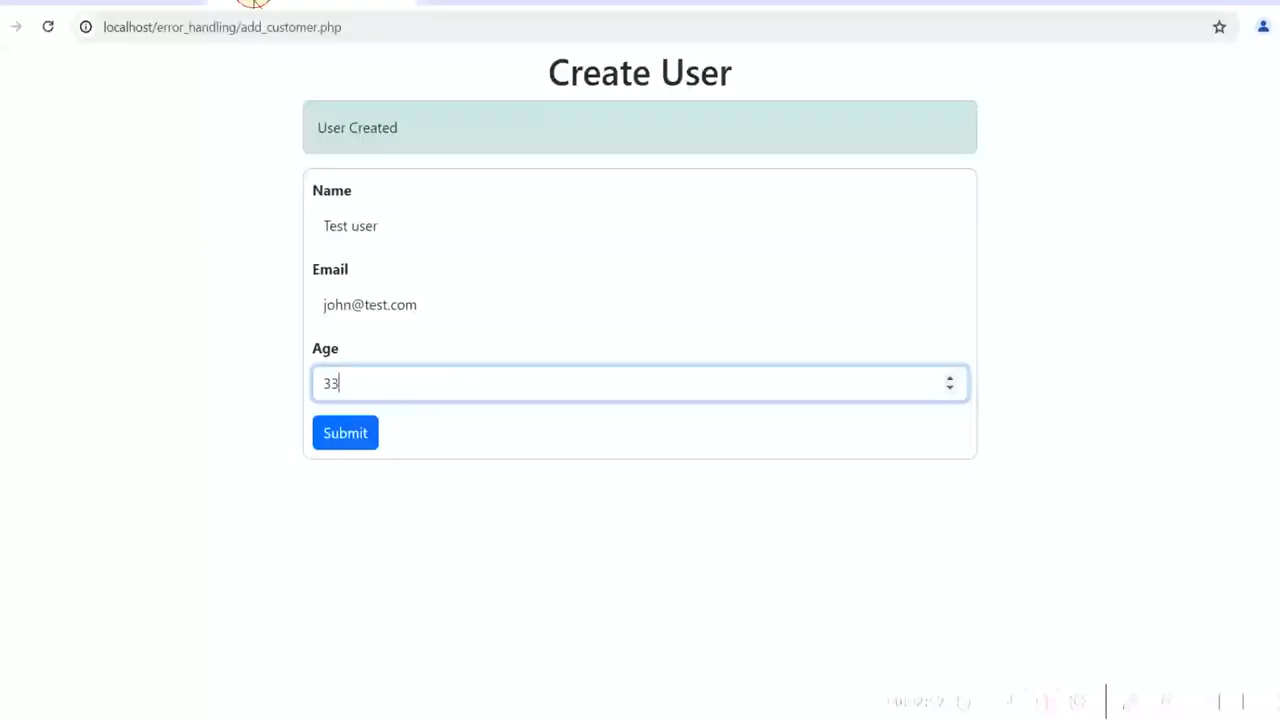 localhost/error_handling/add_customer.php
Create User
User Created
Name
Test user
Email
john@test.com
Age
33
Submit